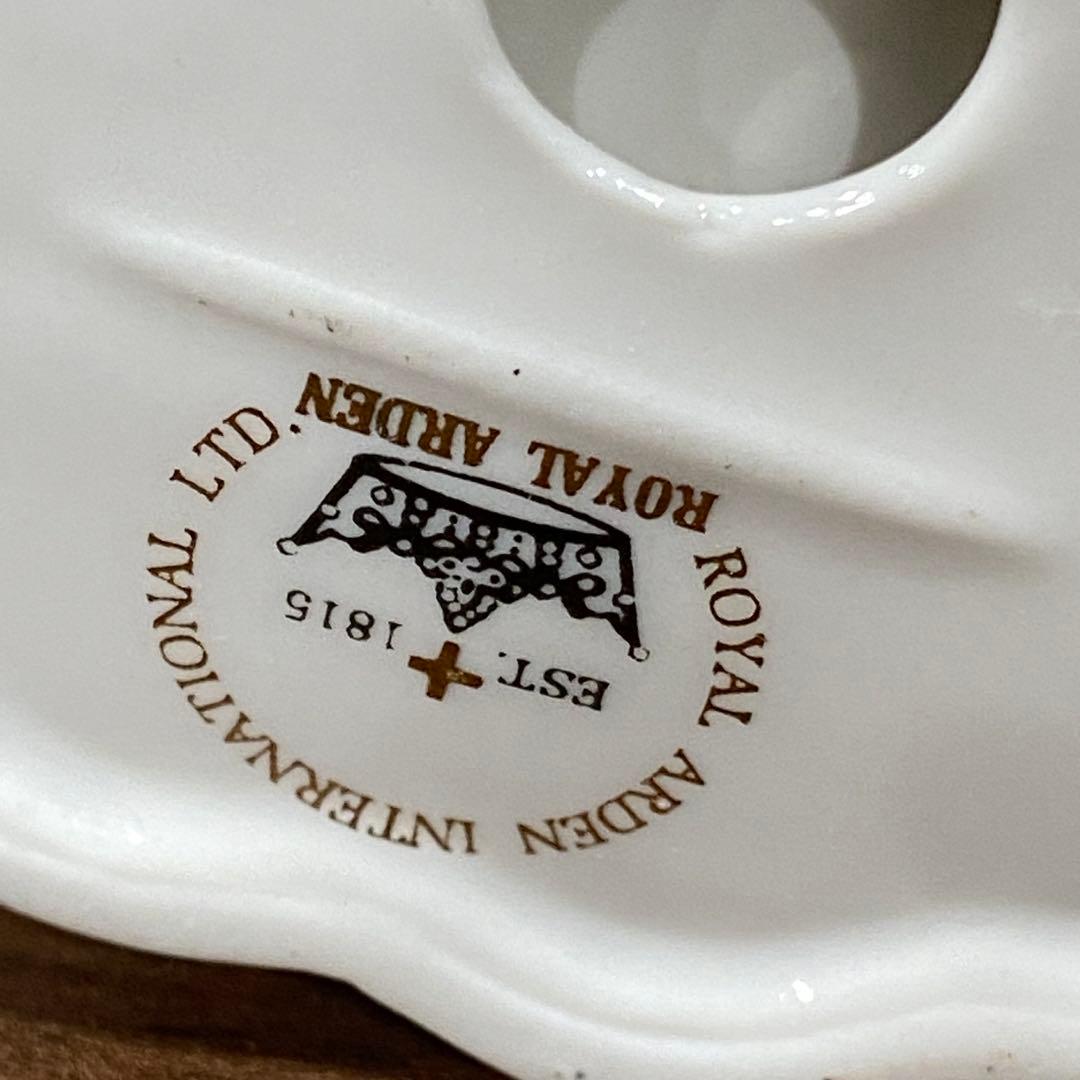 ROYAL ARDEN INTERNATIONAL LTD.
EST. 1815
ROYAL ARDEN